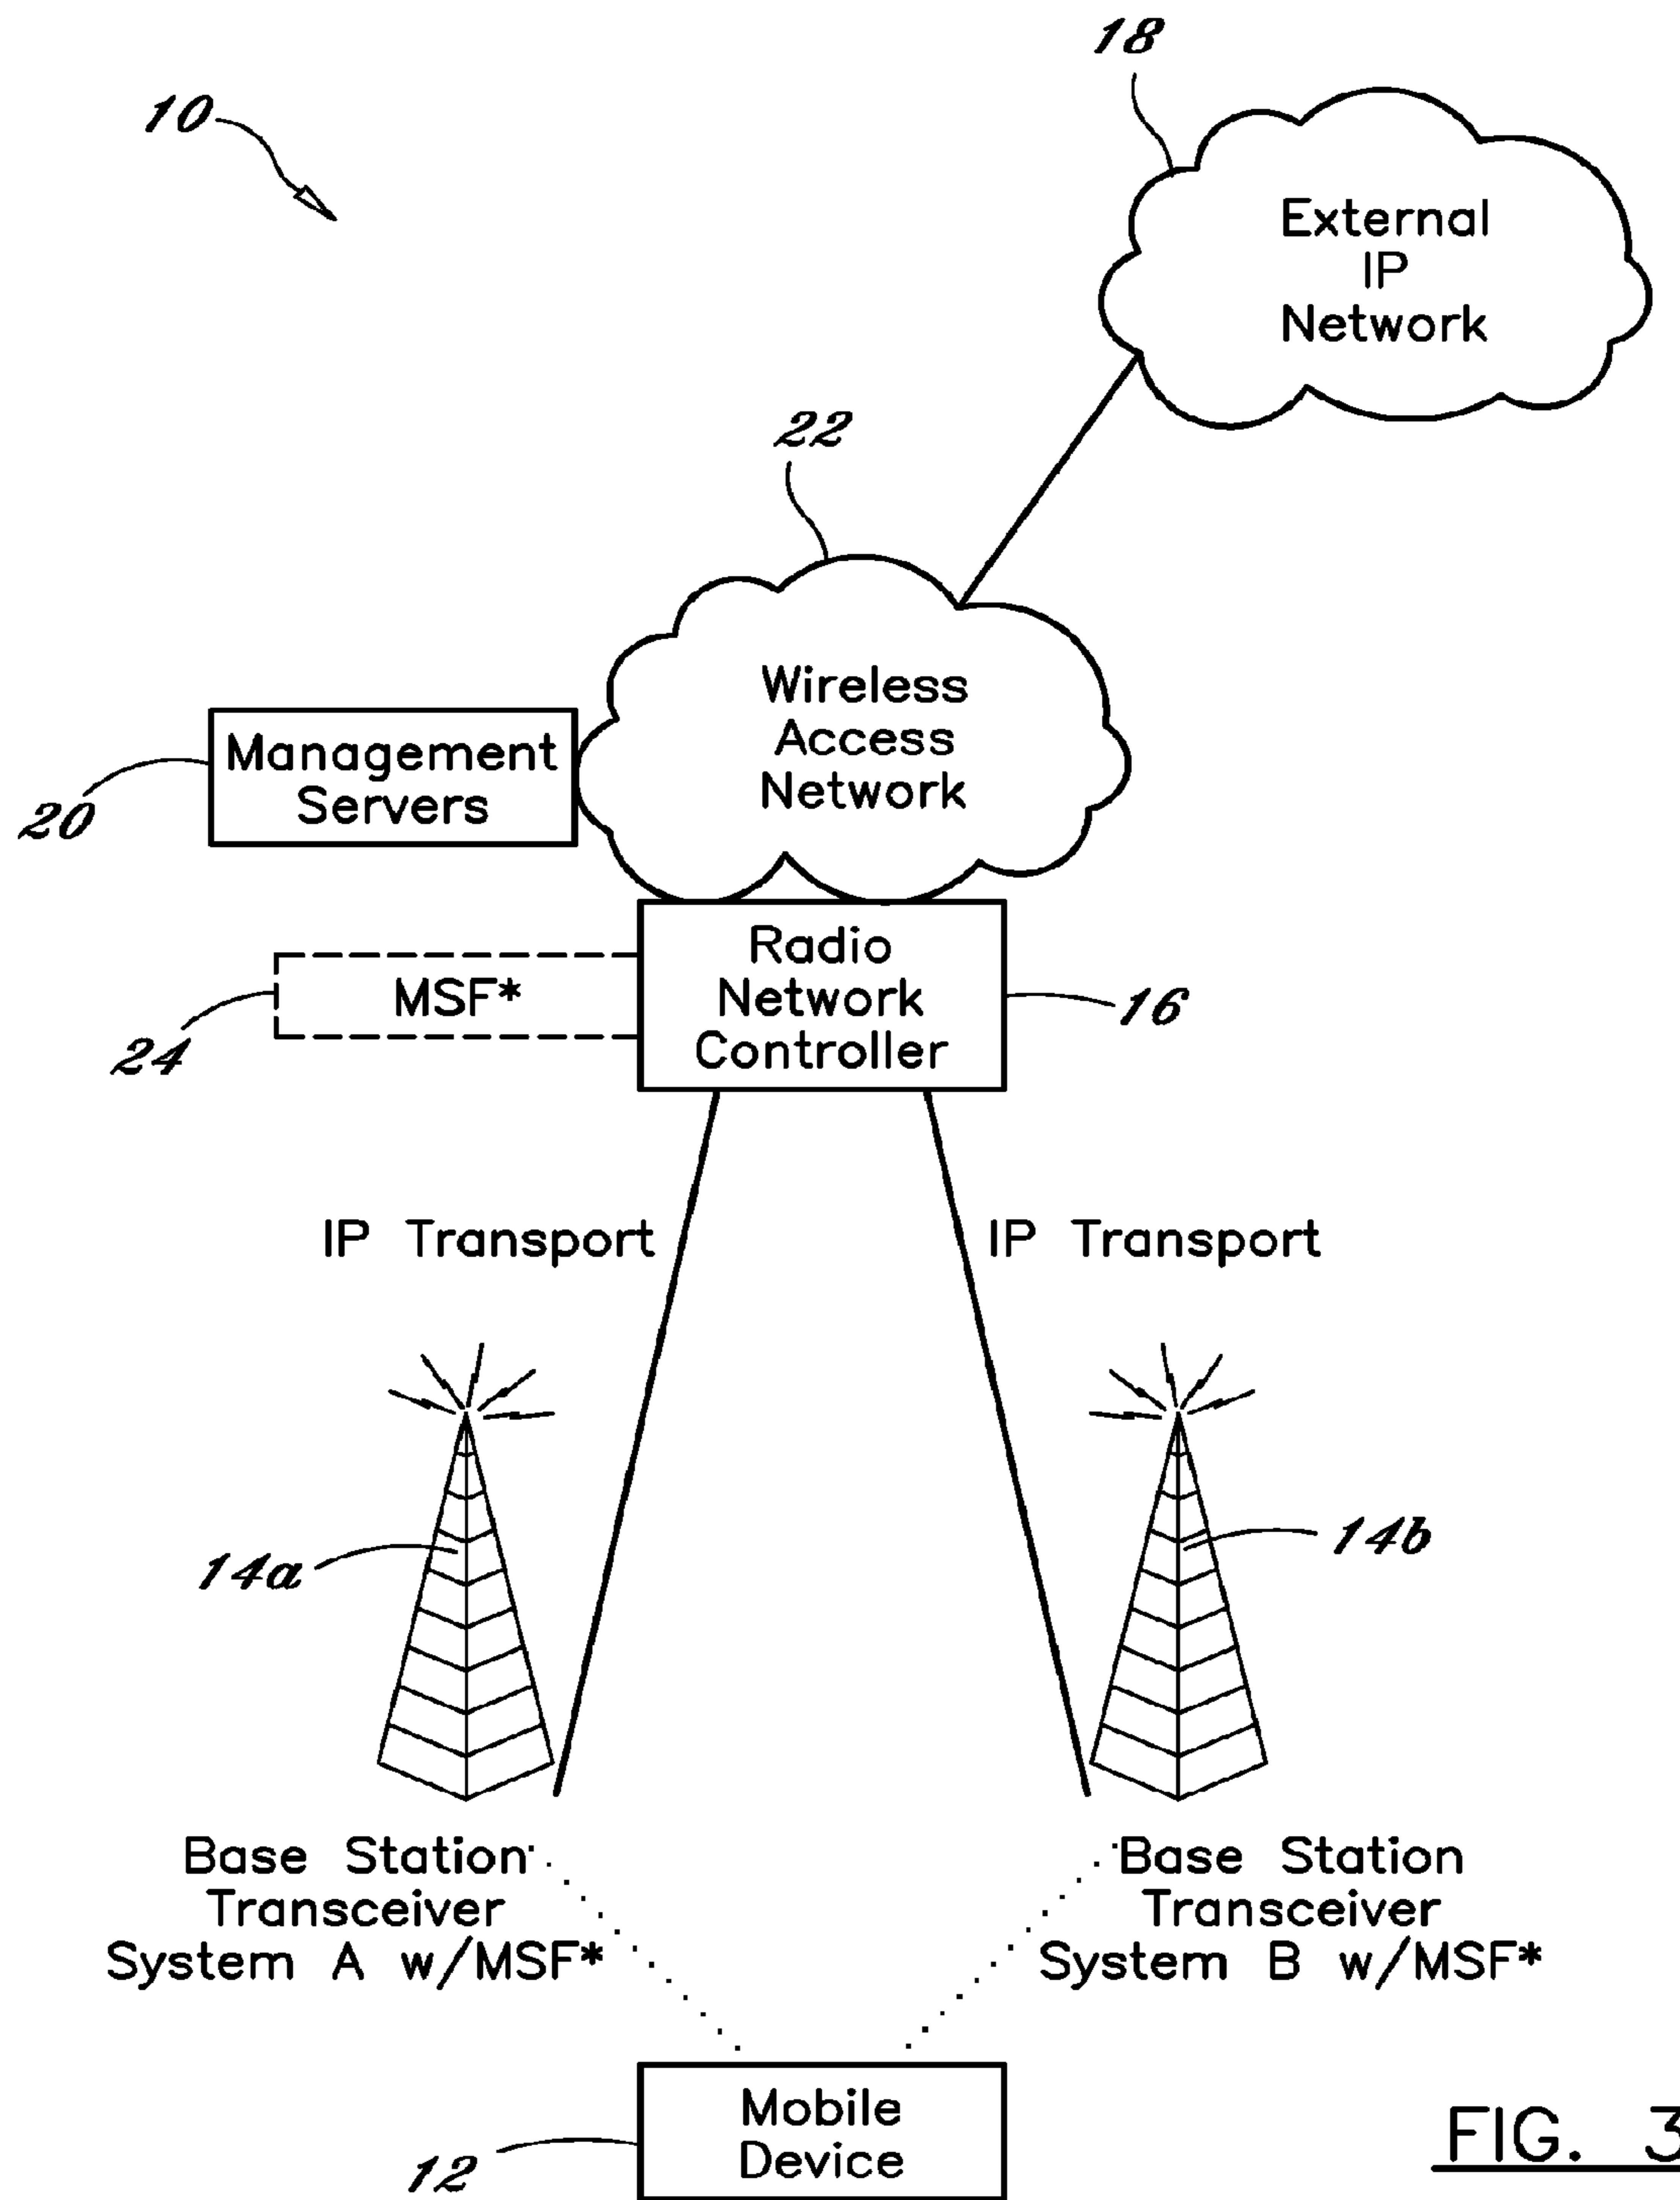 18
10
External
IP
Network
22
Wireless
Access
Network
Management
Servers
20
Radio
Network
Controller
MSF*
16
24
IP Transport
IP Transport
14a
14b
Base Station
Transceiver
System A w/MSF*
Base Station
Transceiver
System B w/MSF*
Mobile
Device
12
FIG. 3